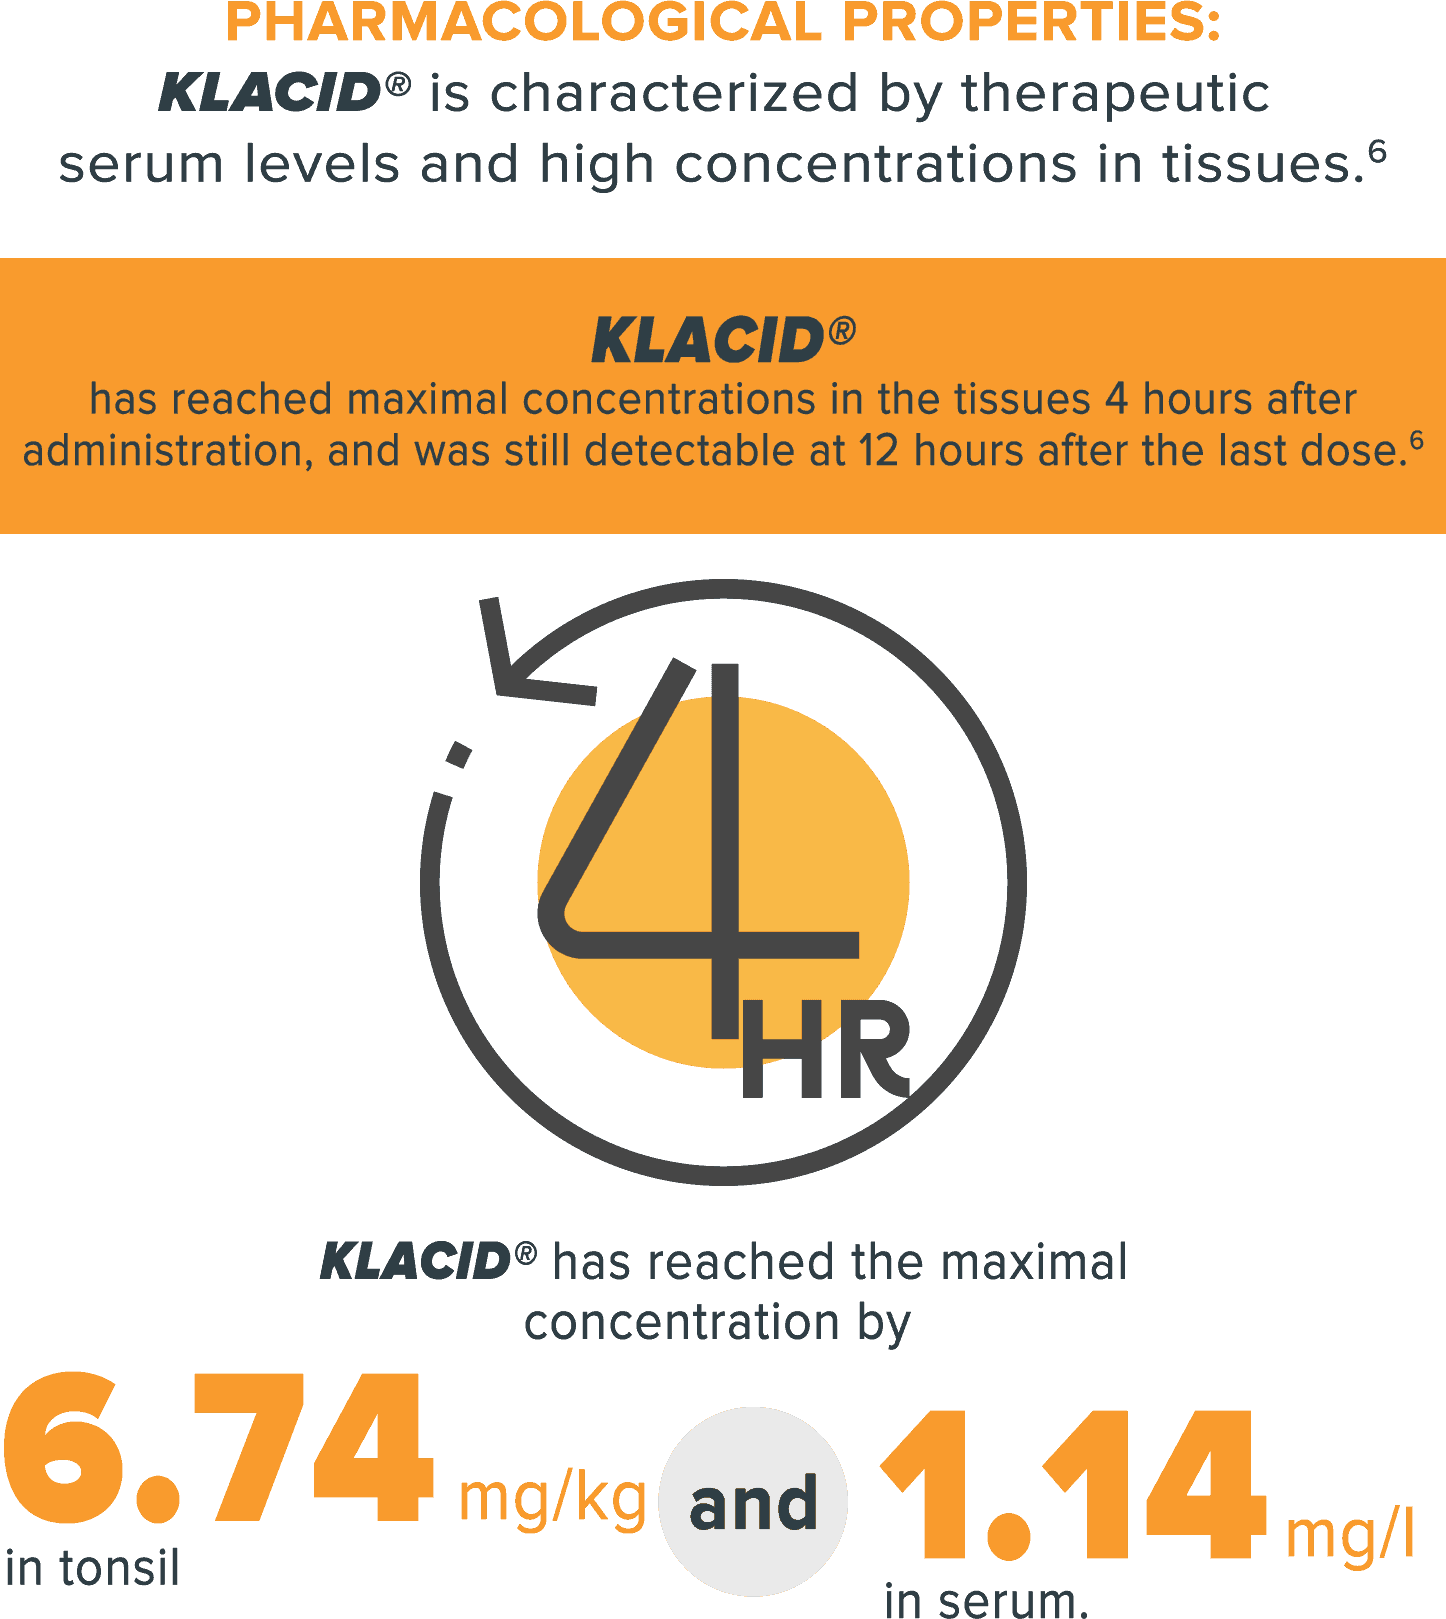 PHARMACOLOGICAL PROPERTIES:
KLACID® is characterized by therapeutic
serum levels and high concentrations in tissues.⁶
KLACID®
has reached maximal concentrations in the tissues 4 hours after
administration, and was still detectable at 12 hours after the last dose.⁶
4
HR
KLACID® has reached the maximal
concentration by
6.74 mg/kg and 1.14 mg/l
in tonsil
in serum.